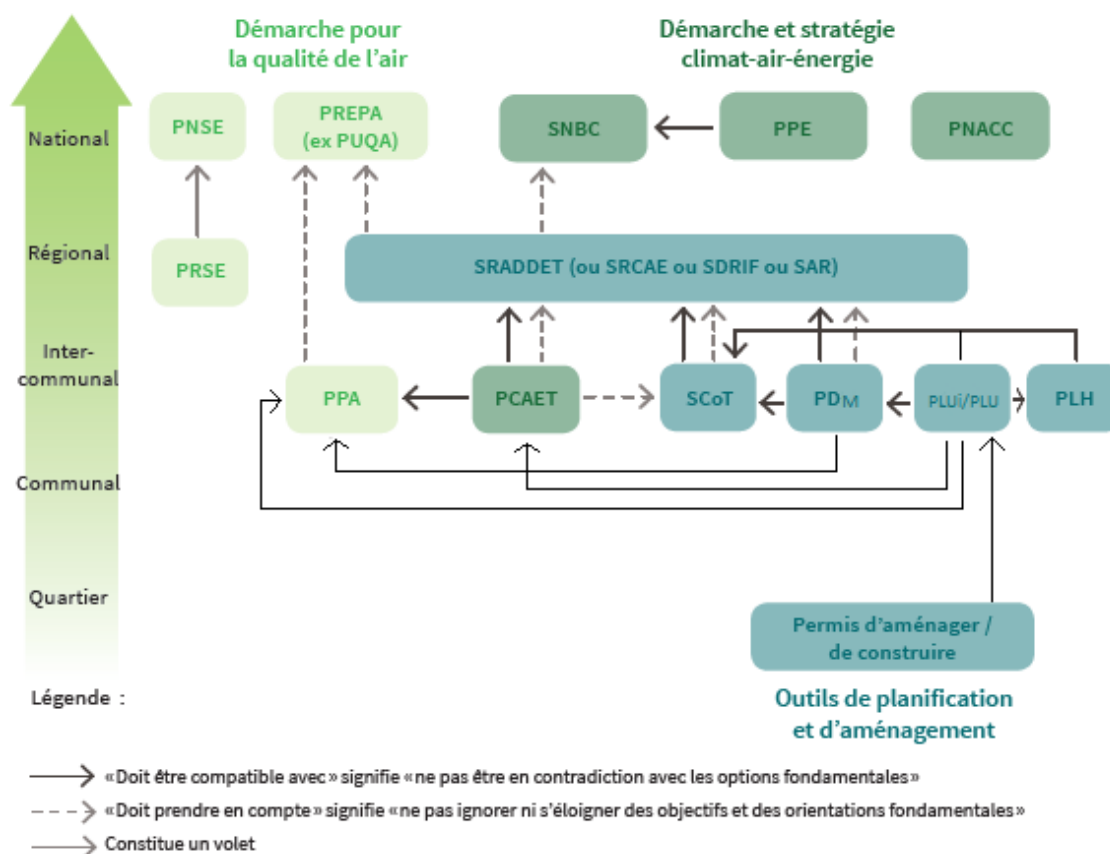 Démarche pour
la qualité de l'air
Démarche et stratégie
climat-air-énergie
National
PNSE
PREPA
(ex PUQA)
SNBC
PPE
PNACC
Régional
PRSE
SRADDET (ou SRCAE ou SDRIF ou SAR)
Inter-
communal
PPA
PCAET
SCoT
PDM
PLUi/PLU
PLH
Communal
Quartier
Permis d'aménager /
de construire
Légende :
Outils de planification
et d'aménagement
«Doit être compatible avec» signifie «ne pas être en contradiction avec les options fondamentales»
«Doit prendre en compte» signifie «ne pas ignorer ni s'éloigner des objectifs et des orientations fondamentales»
Constitue un volet